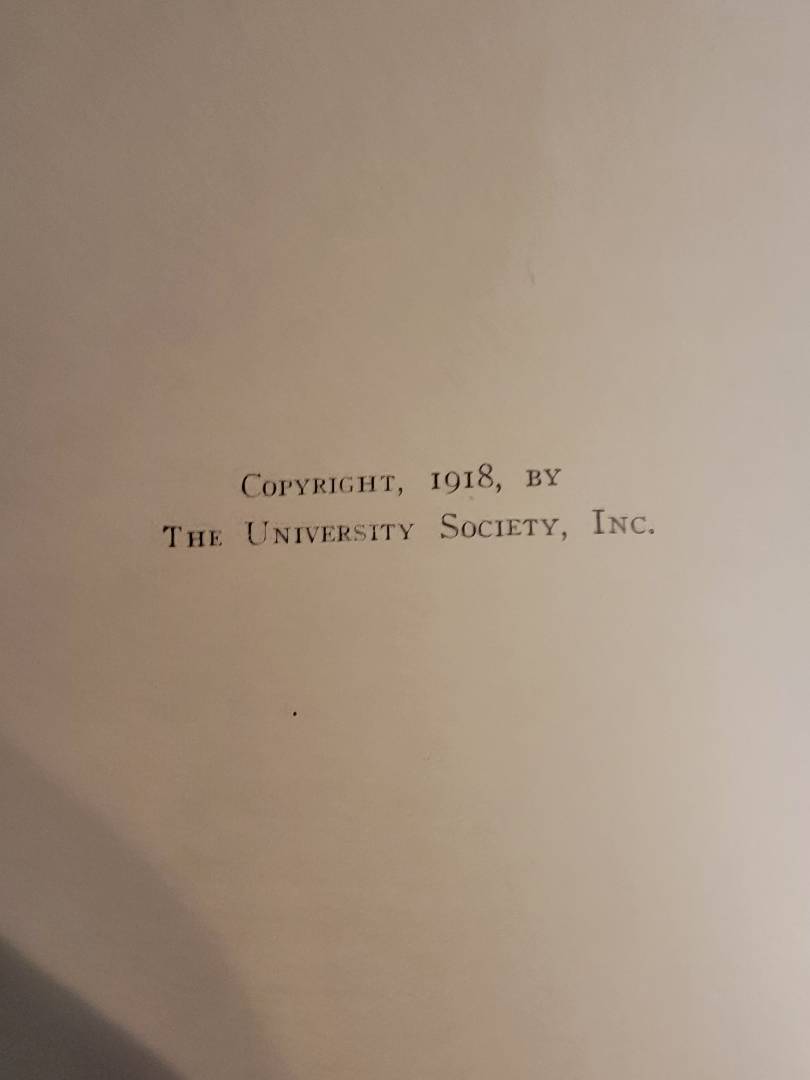 Copyright, 1918, by
The University Society, Inc.